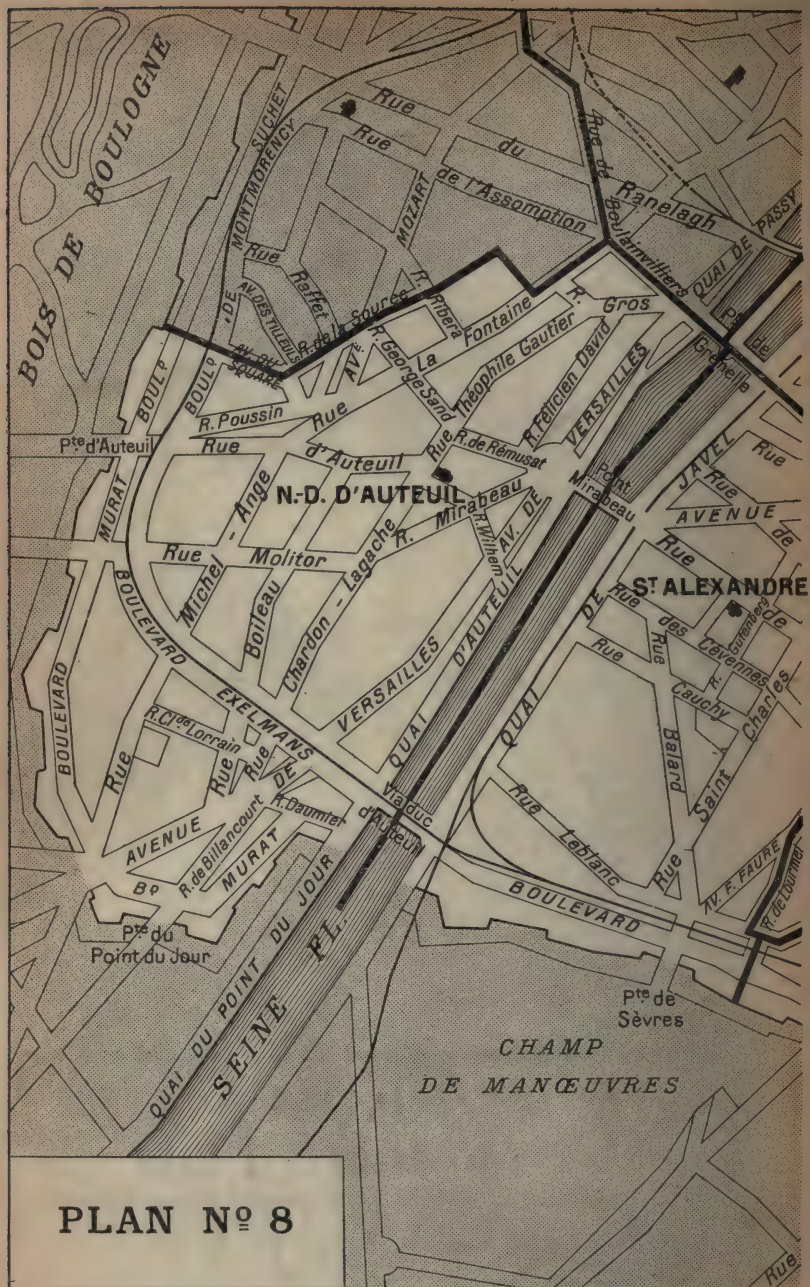 BOIS DE BOULOGNE
SUCHET
MONTMORENCY
DE
BOULD
Rue du Ranelagh
Rue de l'Assomption
MOZART
AVE
Rue de Boulainvilliers
QUAI DE PASSY
Pt de Grenelle
Rue Raffet
AV. DES TILLEULS
R. de la Source
R. Ribera
AV. DU SQUARE
R. George Sand
Rue La Fontaine
R. Gros
Rue Théophile Gautier
R. Félicien David
VERSAILLES
R. Poussin
Pte d'Auteuil
Rue d'Auteuil
R. de Rémusat
N.-D. D'AUTEUIL
R. Mirabeau
R. Wilhem
AV. DE
Pont Mirabeau
BOULD
MURAT
Michel-Ange
Rue Molitor
Boileau
Chardon-Lagache
VERSAILLES
QUAI D'AUTEUIL
QUAI DE JAVEL
Rue
Rue
AVENUE
Rue de
ST ALEXANDRE
Rue des Cévennes
R. Gutenberg
de
Rue Cauchy
Rue Balard
Rue Saint Charles
BOULEVARD EXELMANS
BOULEVARD
R. Cl. de Lorrain
Rue
Rue
Rue
DE
AVENUE
R. de Billancourt
R. Daumier
Bd MURAT
Viaduc d'Auteuil
Rue Leblanc
BOULEVARD
AV. F. FAURE
R. de Lourmel
Pte du
Point du Jour
QUAI DU POINT DU JOUR
SEINE FL.
Pte de
Sèvres
CHAMP
DE MANŒUVRES
Rue
PLAN Nº 8